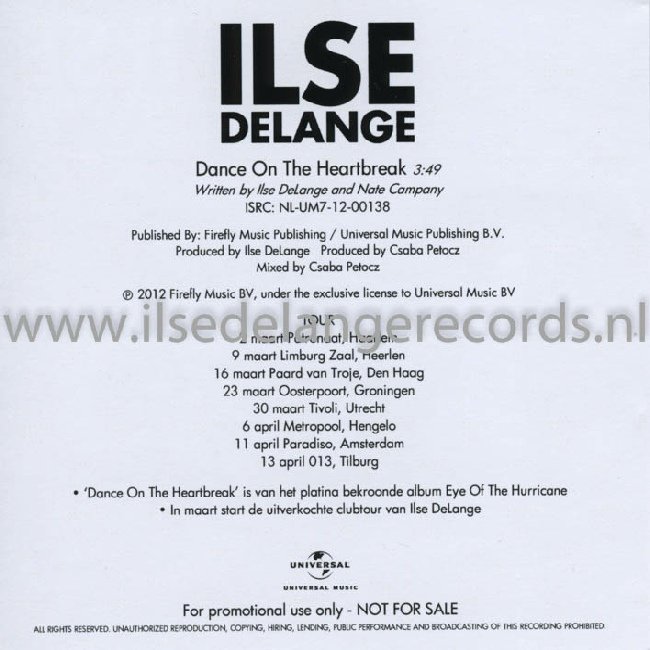 ILSE
DELANGE
Dance On The Heartbreak 3:49
Written by Ilse DeLange and Nate Campany
ISRC: NL-UM7-12-00138
Published By: Firefly Music Publishing / Universal Music Publishing B.V.
Produced by Ilse DeLange Produced by Csaba Petocz
Mixed by Csaba Petocz
℗ 2012 Firefly Music BV, under the exclusive license to Universal Music BV
www.ilsedelangerecords.nl
TOUR
2 maart Patronaat, Haarlem
9 maart Limburg Zaal, Heerlen
16 maart Paard van Troje, Den Haag
23 maart Oosterpoort, Groningen
30 maart Tivoli, Utrecht
6 april Metropool, Hengelo
11 april Paradiso, Amsterdam
13 april 013, Tilburg
• 'Dance On The Heartbreak' is van het platina bekroonde album Eye Of The Hurricane
• In maart start de uitverkochte clubtour van Ilse DeLange
UNIVERSAL
UNIVERSAL MUSIC
For promotional use only - NOT FOR SALE
ALL RIGHTS RESERVED. UNAUTHORIZED REPRODUCTION, COPYING, HIRING, LENDING, PUBLIC PERFORMANCE AND BROADCASTING OF THIS RECORDING PROHIBITED.